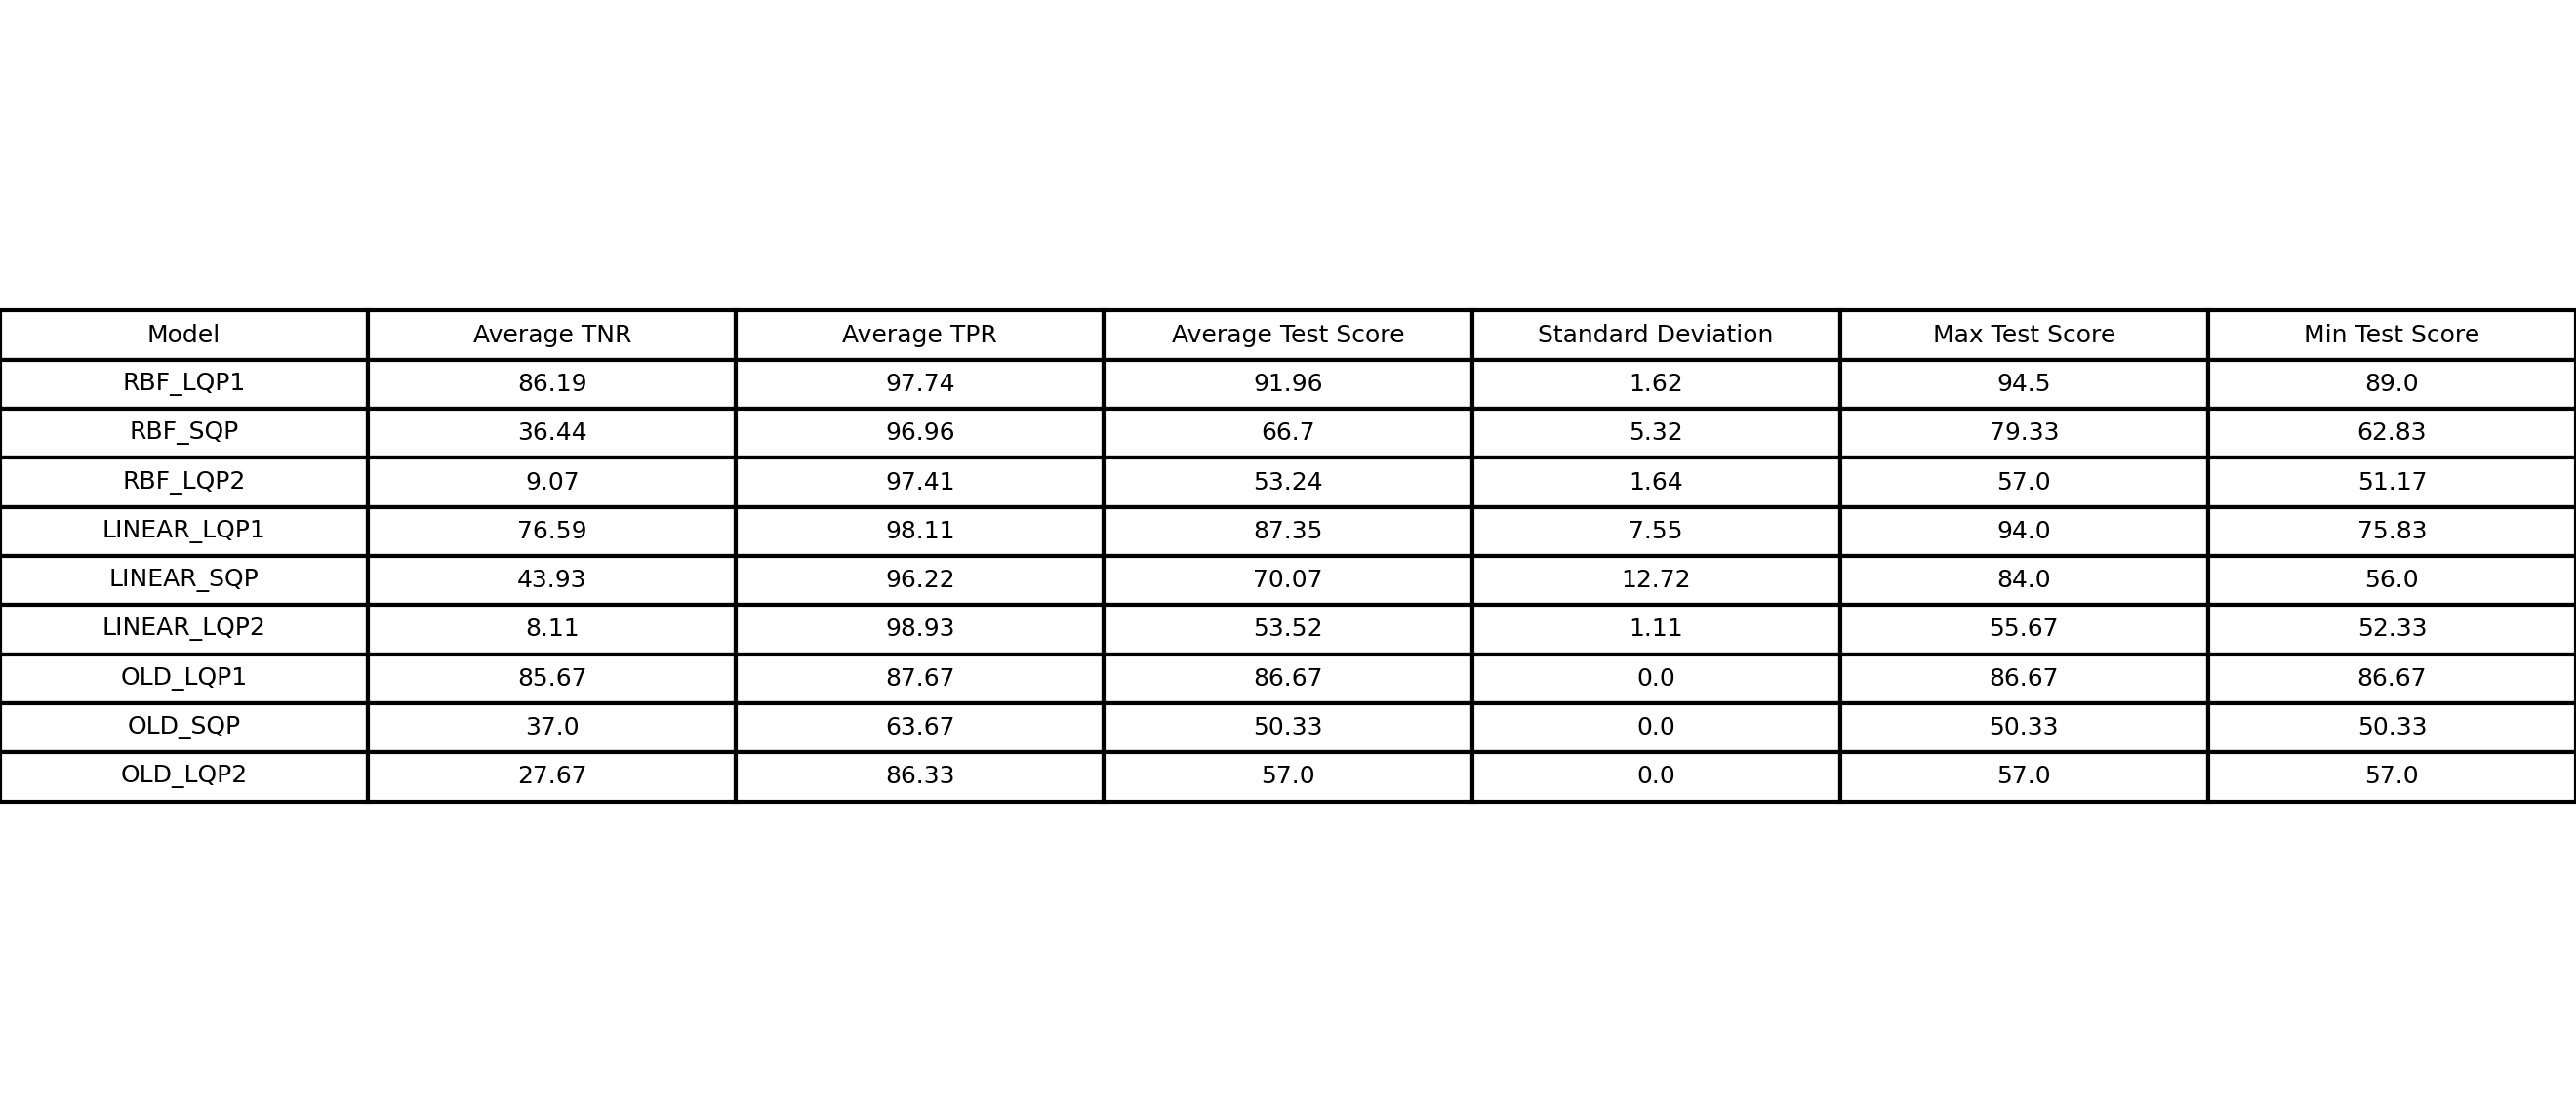 Model Average TNR Average TPR Average Test Score Standard Deviation Max Test Score Min Test Score
RBF_LQP1 86.19 97.74 91.96 1.62 94.5 89.0
RBF_SQP 36.44 96.96 66.7 5.32 79.33 62.83
RBF_LQP2 9.07 97.41 53.24 1.64 57.0 51.17
LINEAR_LQP1 76.59 98.11 87.35 7.55 94.0 75.83
LINEAR_SQP 43.93 96.22 70.07 12.72 84.0 56.0
LINEAR_LQP2 8.11 98.93 53.52 1.11 55.67 52.33
OLD_LQP1 85.67 87.67 86.67 0.0 86.67 86.67
OLD_SQP 37.0 63.67 50.33 0.0 50.33 50.33
OLD_LQP2 27.67 86.33 57.0 0.0 57.0 57.0